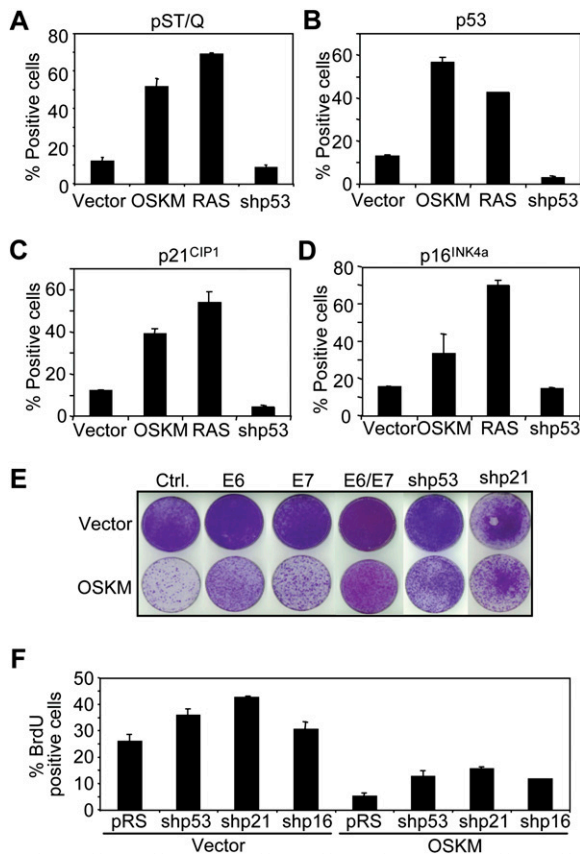 A
pST/Q
% Positive cells
80
60
40
20
0
Vector OSKM RAS shp53
B
p53
% Positive cells
60
40
20
0
Vector OSKM RAS shp53
C
p21CIP1
% Positive cells
60
40
20
0
Vector OSKM RAS shp53
D
p16INK4a
% Positive cells
80
60
40
20
0
Vector OSKM RAS shp53
E
Ctrl. E6 E7 E6/E7 shp53 shp21
Vector
OSKM
F
% BrdU
positive cells
50
40
30
20
10
0
pRS shp53 shp21 shp16 pRS shp53 shp21 shp16
Vector OSKM